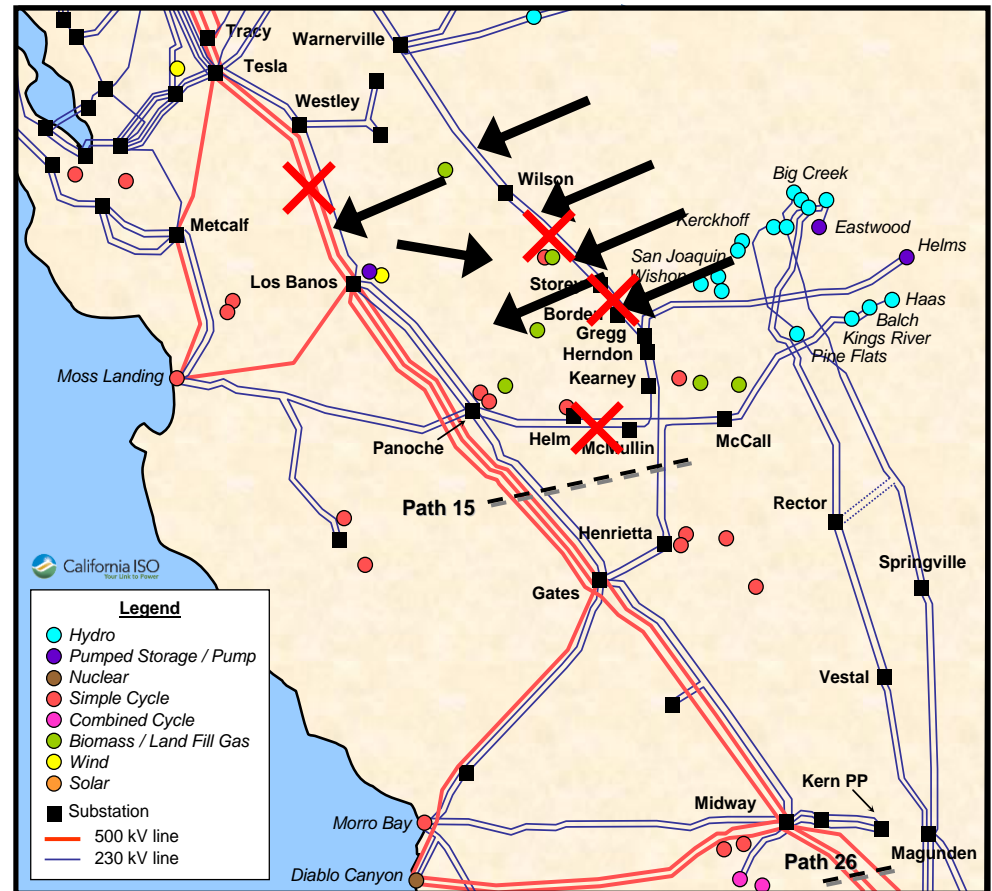 Tracy
Warnerville
Tesla
Westley
Wilson
Big Creek
Kerckhoff
Eastwood
Metcalf
Helms
San Joaquin
Wishon
Los Banos
Storey
Borden
Haas
Balch
Gregg
Kings River
Herndon
Pine Flats
Moss Landing
Kearney
Panoche
Helm
McMullin
McCall
Path 15
Rector
Henrietta
Springville
California ISO
Your Link to Power
Gates
Legend
Hydro
Pumped Storage / Pump
Nuclear
Simple Cycle
Combined Cycle
Biomass / Land Fill Gas
Wind
Solar
Substation
500 kV line
230 kV line
Vestal
Kern PP
Midway
Morro Bay
Magunden
Path 26
Diablo Canyon